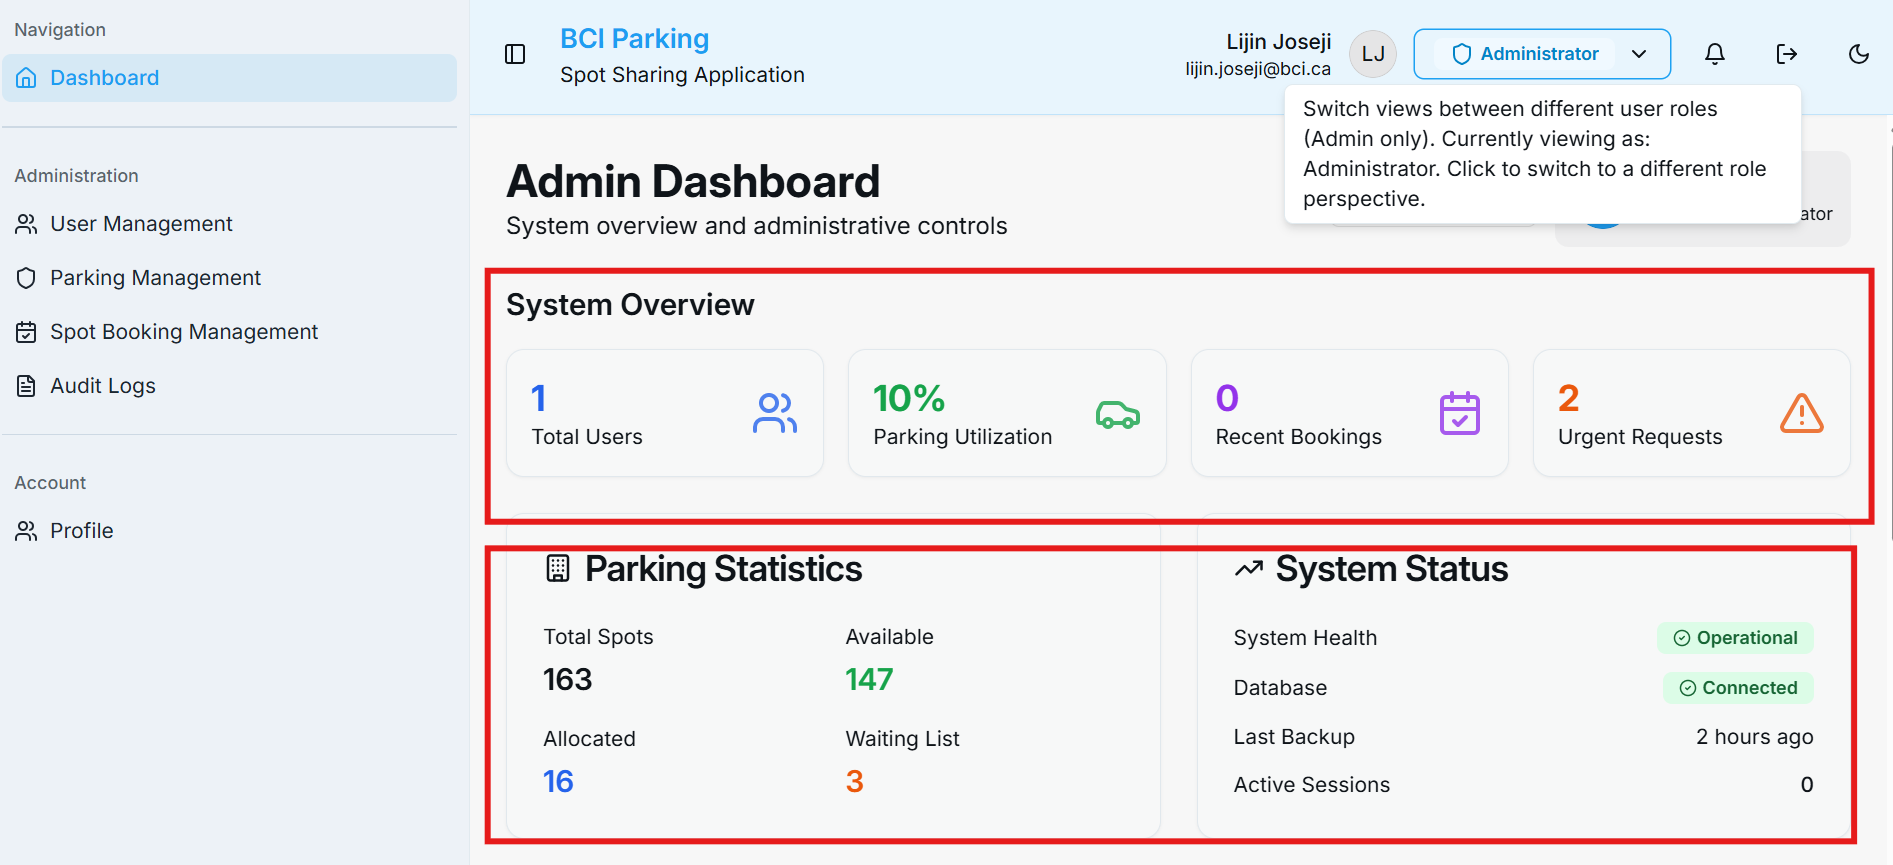 Navigation
Dashboard
Administration
User Management
Parking Management
Spot Booking Management
Audit Logs
Account
Profile
BCI Parking
Spot Sharing Application
Lijin Joseji
lijin.joseji@bci.ca
LJ
Administrator
Switch views between different user roles
(Admin only). Currently viewing as:
Administrator. Click to switch to a different role
perspective.
ator
Admin Dashboard
System overview and administrative controls
System Overview
1
Total Users
10%
Parking Utilization
0
Recent Bookings
2
Urgent Requests
Parking Statistics
Total Spots
163
Available
147
Allocated
16
Waiting List
3
System Status
System Health
Operational
Database
Connected
Last Backup
2 hours ago
Active Sessions
0